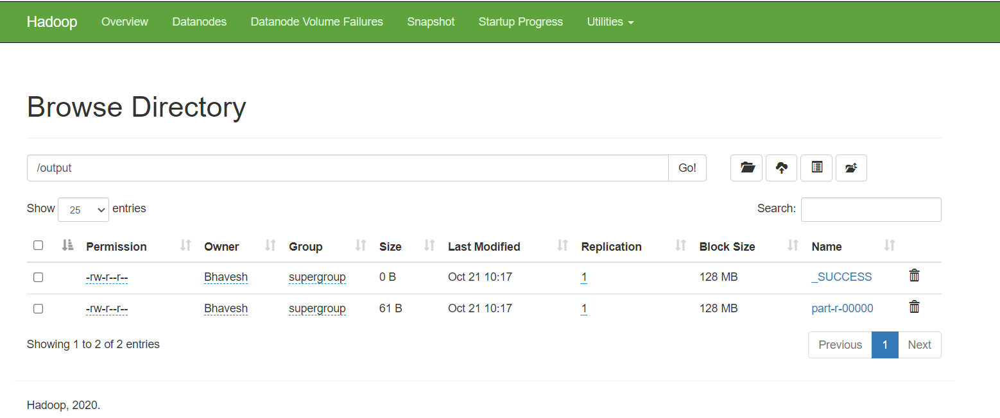 Hadoop Overview Datanodes Datanode Volume Failures Snapshot Startup Progress Utilities
Browse Directory
/output Go!
Show 25 entries Search:
Permission Owner Group Size Last Modified Replication Block Size Name
-rw-r--r-- Bhavesh supergroup 0 B Oct 21 10:17 1 128 MB _SUCCESS
-rw-r--r-- Bhavesh supergroup 61 B Oct 21 10:17 1 128 MB part-r-00000
Showing 1 to 2 of 2 entries Previous 1 Next
Hadoop, 2020.